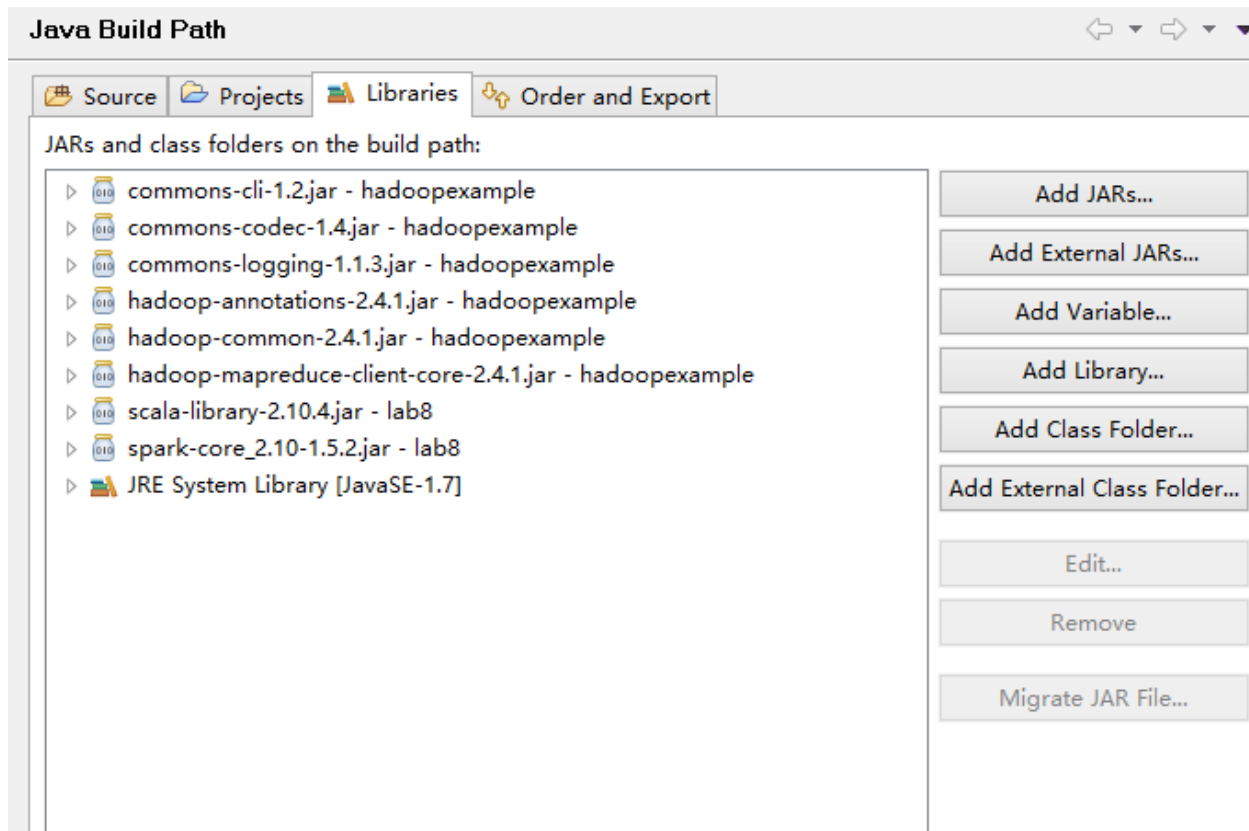 Java Build Path
Source Projects Libraries Order and Export
JARs and class folders on the build path:
commons-cli-1.2.jar - hadoopexample
commons-codec-1.4.jar - hadoopexample
commons-logging-1.1.3.jar - hadoopexample
hadoop-annotations-2.4.1.jar - hadoopexample
hadoop-common-2.4.1.jar - hadoopexample
hadoop-mapreduce-client-core-2.4.1.jar - hadoopexample
scala-library-2.10.4.jar - lab8
spark-core_2.10-1.5.2.jar - lab8
JRE System Library [JavaSE-1.7]
Add JARs...
Add External JARs...
Add Variable...
Add Library...
Add Class Folder...
Add External Class Folder...
Edit...
Remove
Migrate JAR File...